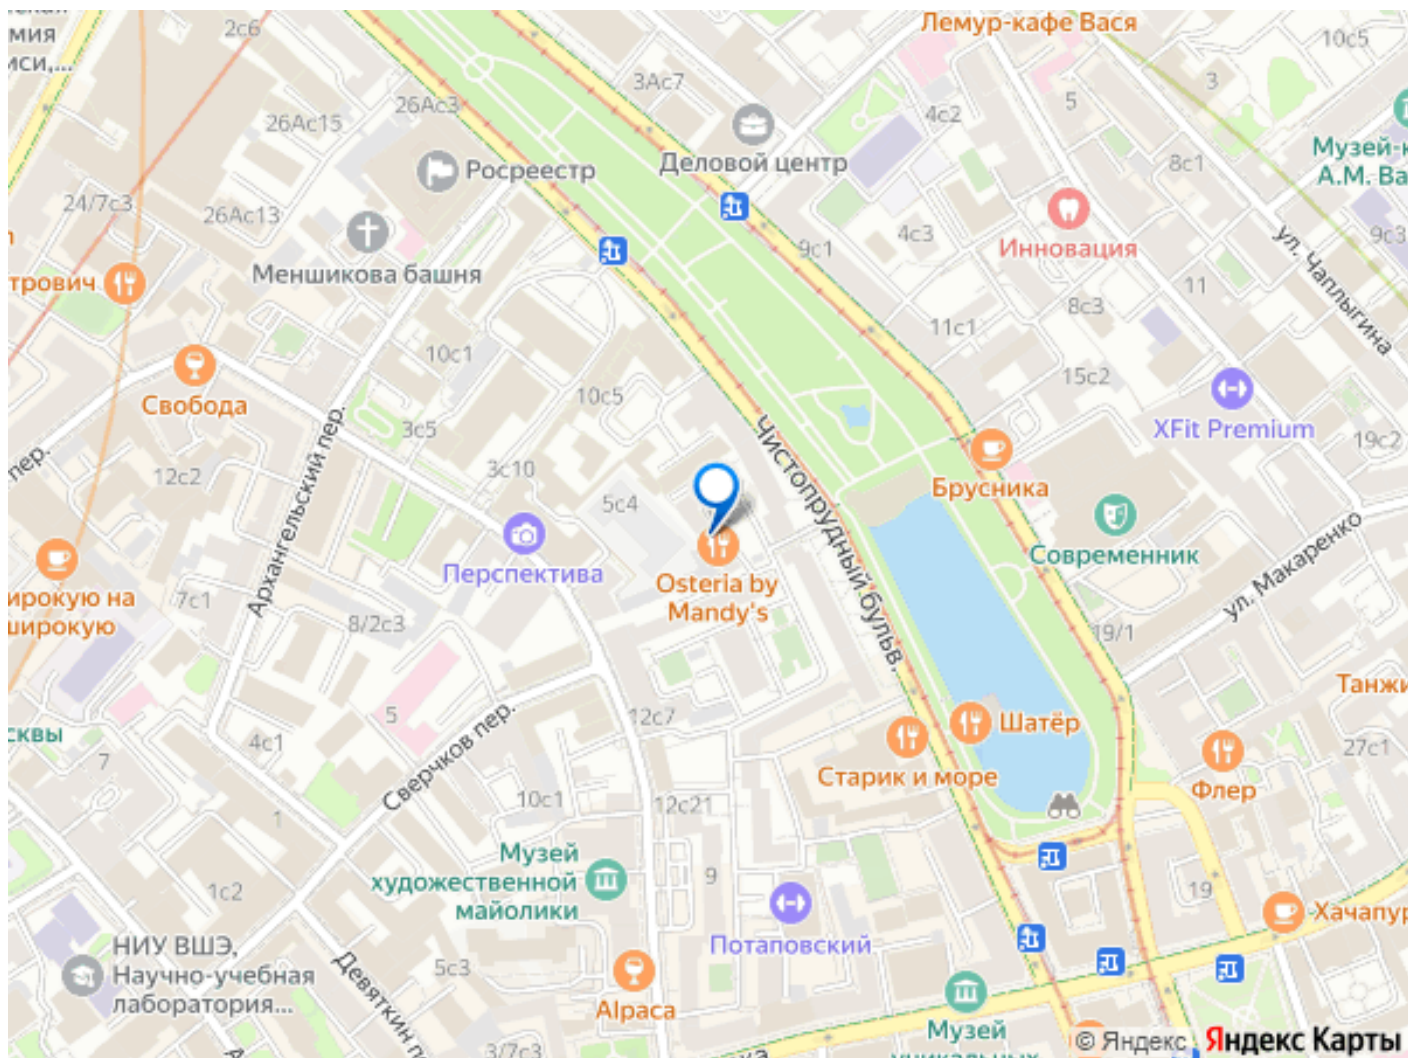 2с6
Лемур-кафе Вася
10с5
мия
иси,...
3Ас7
3
26Ас3
5
4с2
26Ас15
Деловой центр
Музей-к
А.М. Ва
8с1
Росреестр
24/7с3
26Ас13
4с3
9с3
Инновация
9с1
ул. Чаплыгина
Меншикова башня
трович
11
8с3
11с1
10с1
15с2
10с5
Свобода
Чистопрудный бульв.
XFit Premium
3с5
19с2
пер.
Архангельский пер.
12с2
3с10
Брусника
5с4
Современник
ул. Макаренко
Перспектива
Osteria by
Mandy's
ирокую на
широкую
7с1
8/2с3
19/1
Танжи
5
12с7
Сверчков пер.
Шатёр
сквы
4с1
7
27с1
Старик и море
Флер
10с1
12с21
1
Музей
художественной
майолики
9
1с2
19
Хачапур
НИУ ВШЭ,
Научно-учебная
лаборатория...
Потаповский
Девяткин п
5с3
Alpaca
Музей
3/7с3
© Яндекс
Яндекс Карты